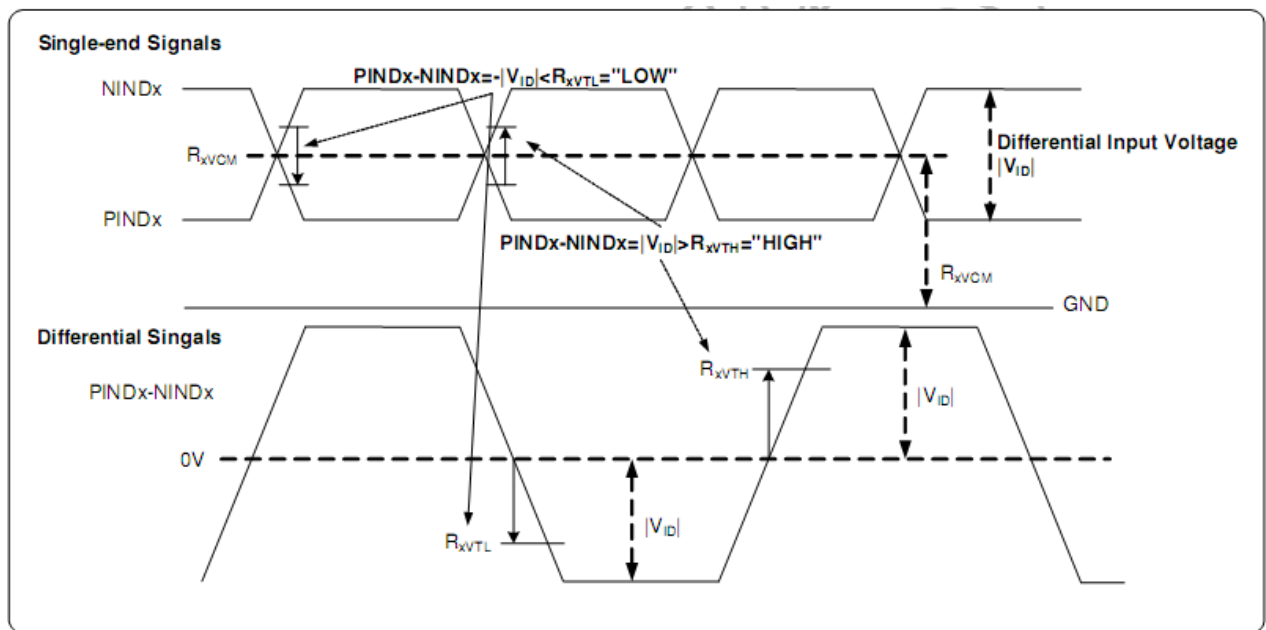 Single-end Signals
PINDx-NINDx=-|VID|<RxVTL="LOW"
NINDx
RxVCM
Differential Input Voltage
|VID|
PINDx
PINDx-NINDx=|VID|>RxVTH="HIGH"
RxVCM
GND
Differential Singals
RxVTH
PINDx-NINDx
|VID|
0V
|VID|
RxVTL